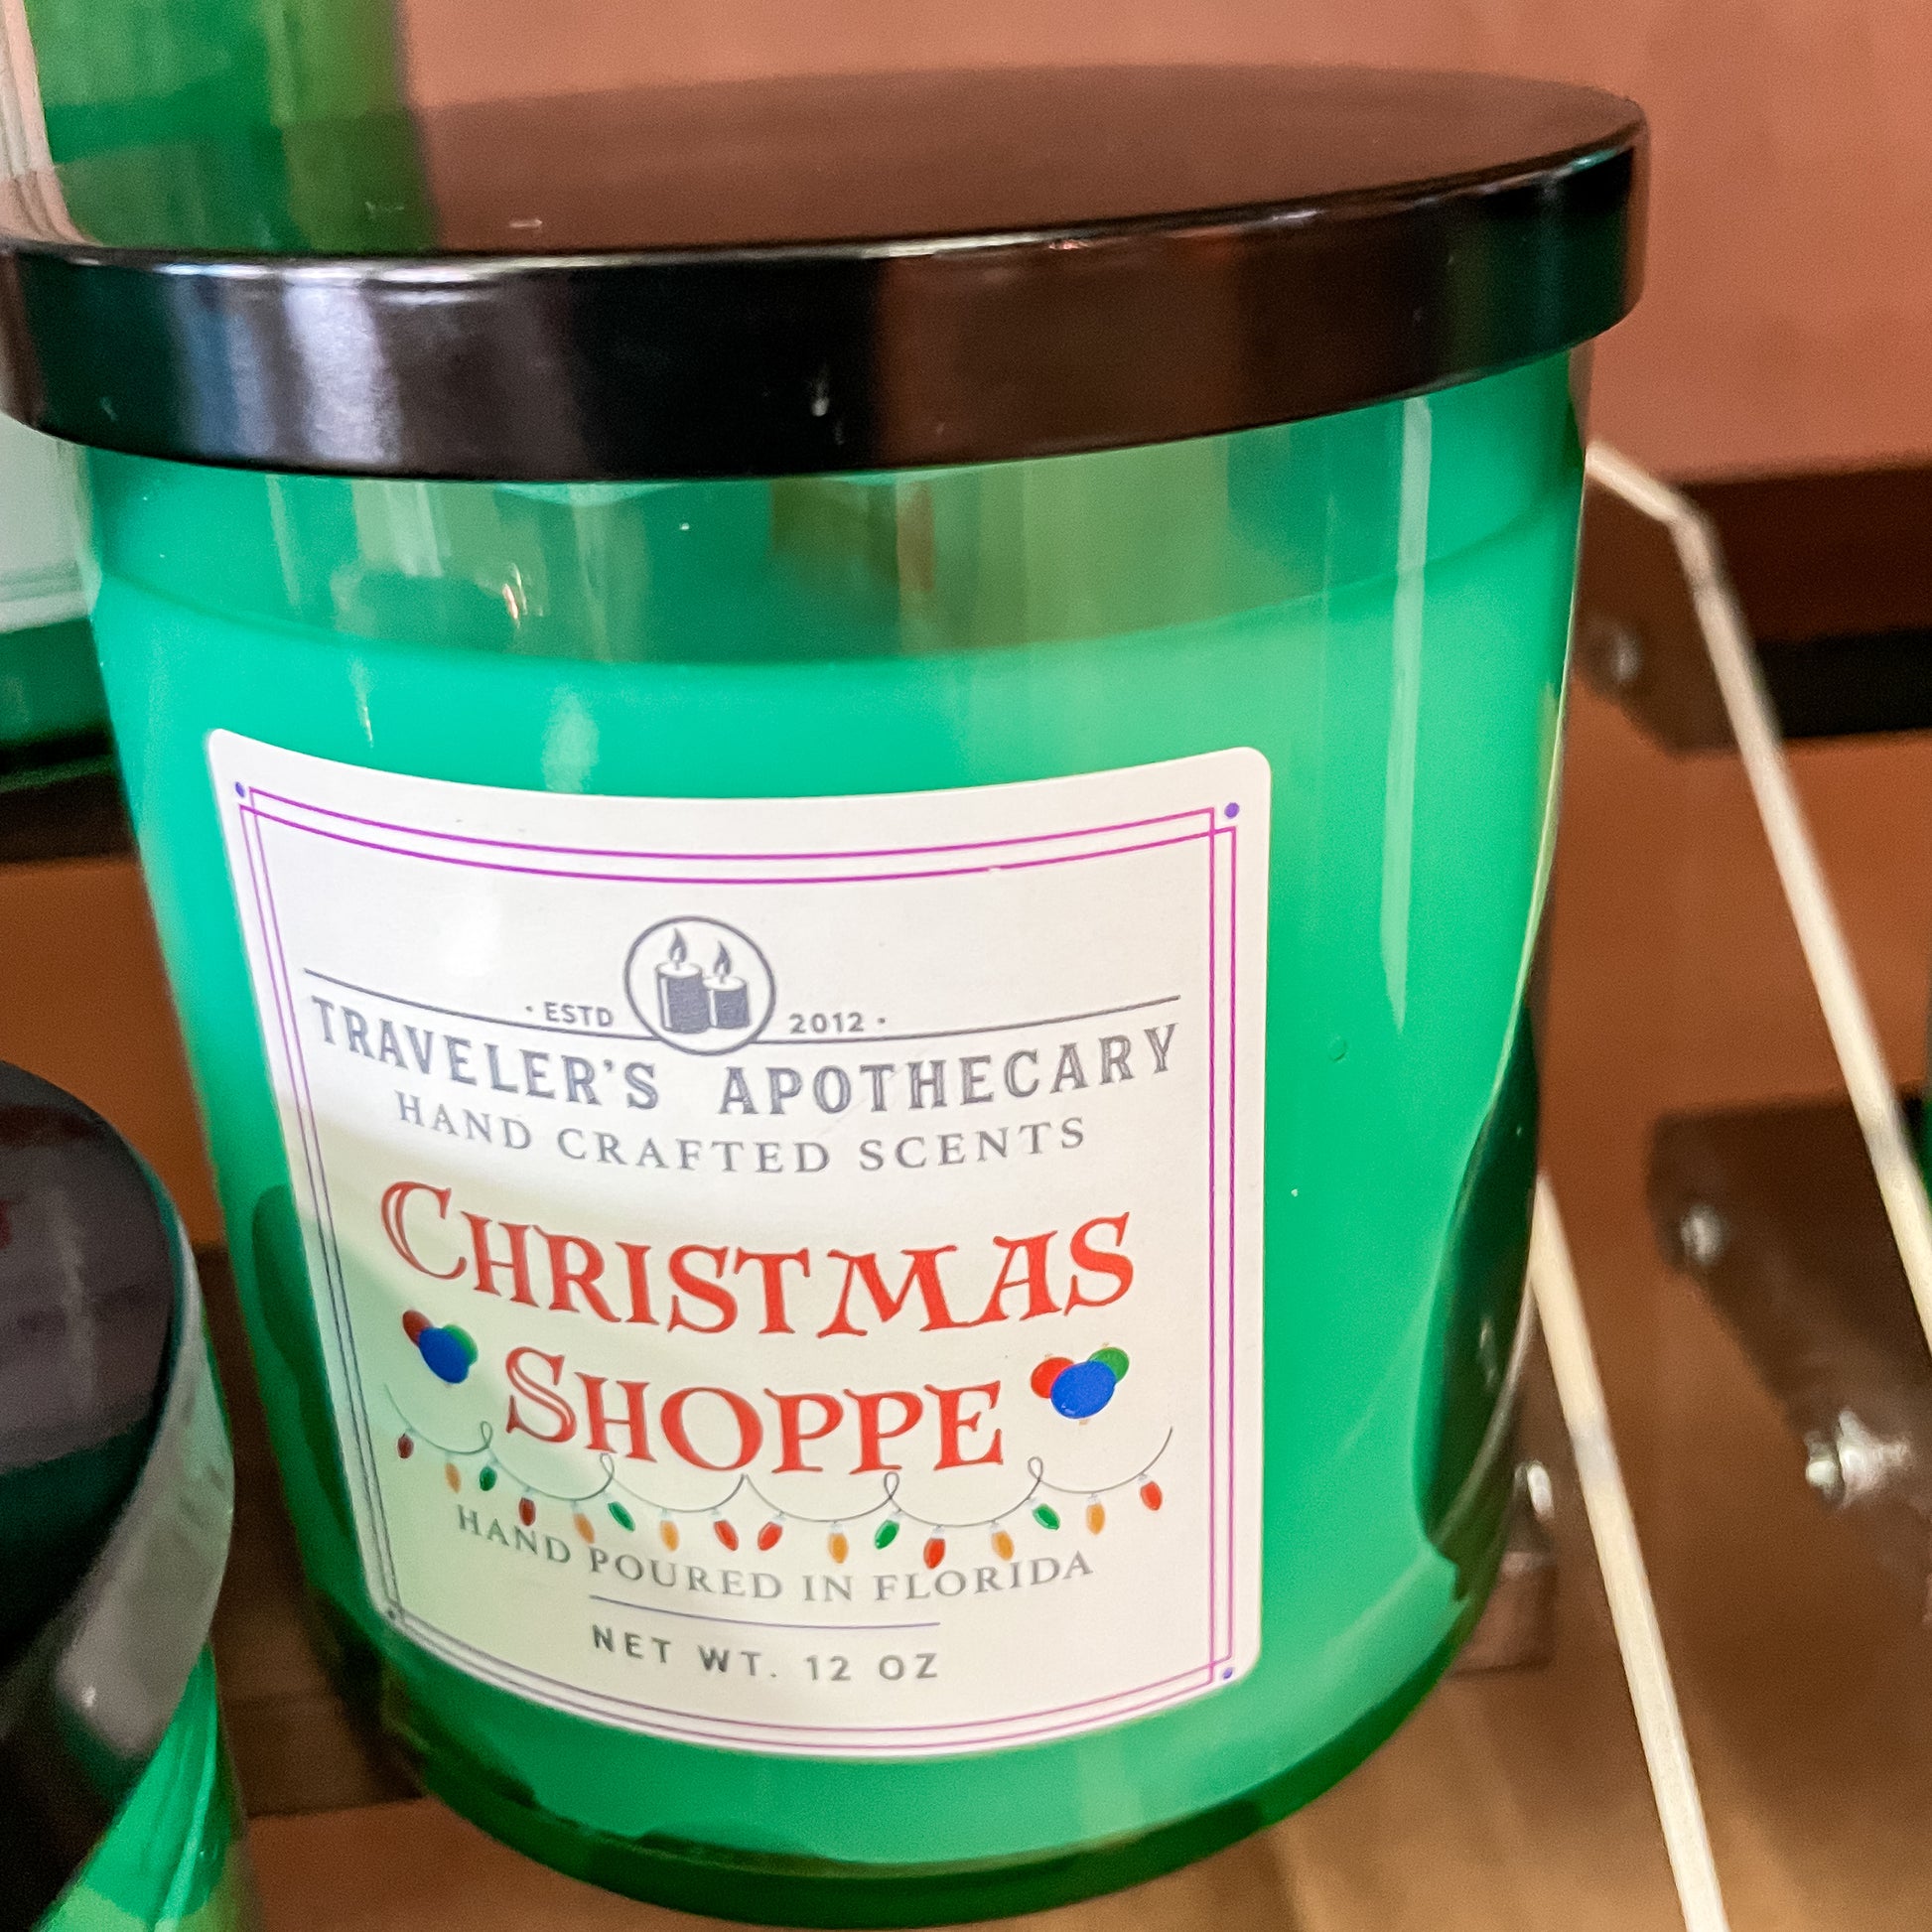 · ESTD 2012 ·
TRAVELER'S APOTHECARY
HAND CRAFTED SCENTS
CHRISTMAS
SHOPPE
HAND POURED IN FLORIDA
NET WT. 12 OZ